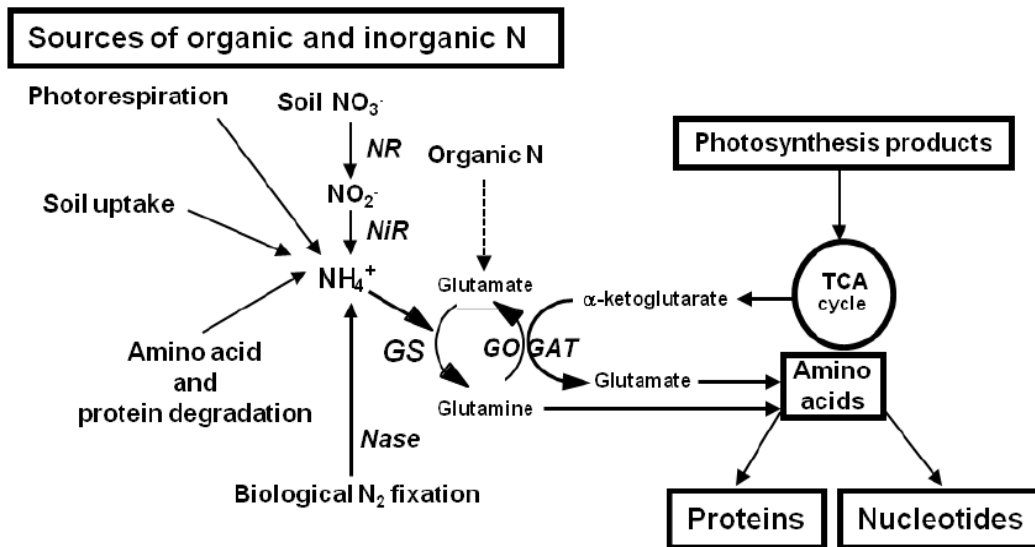 Sources of organic and inorganic N
Photorespiration
Soil NO₃⁻
NR
Organic N
Photosynthesis products
Soil uptake
NO₂⁻
NiR
NH₄⁺
Glutamate
α-ketoglutarate
TCA
cycle
GS
GO GAT
Amino acid
and
protein degradation
Glutamate
Amino
acids
Glutamine
Nase
Biological N₂ fixation
Proteins
Nucleotides